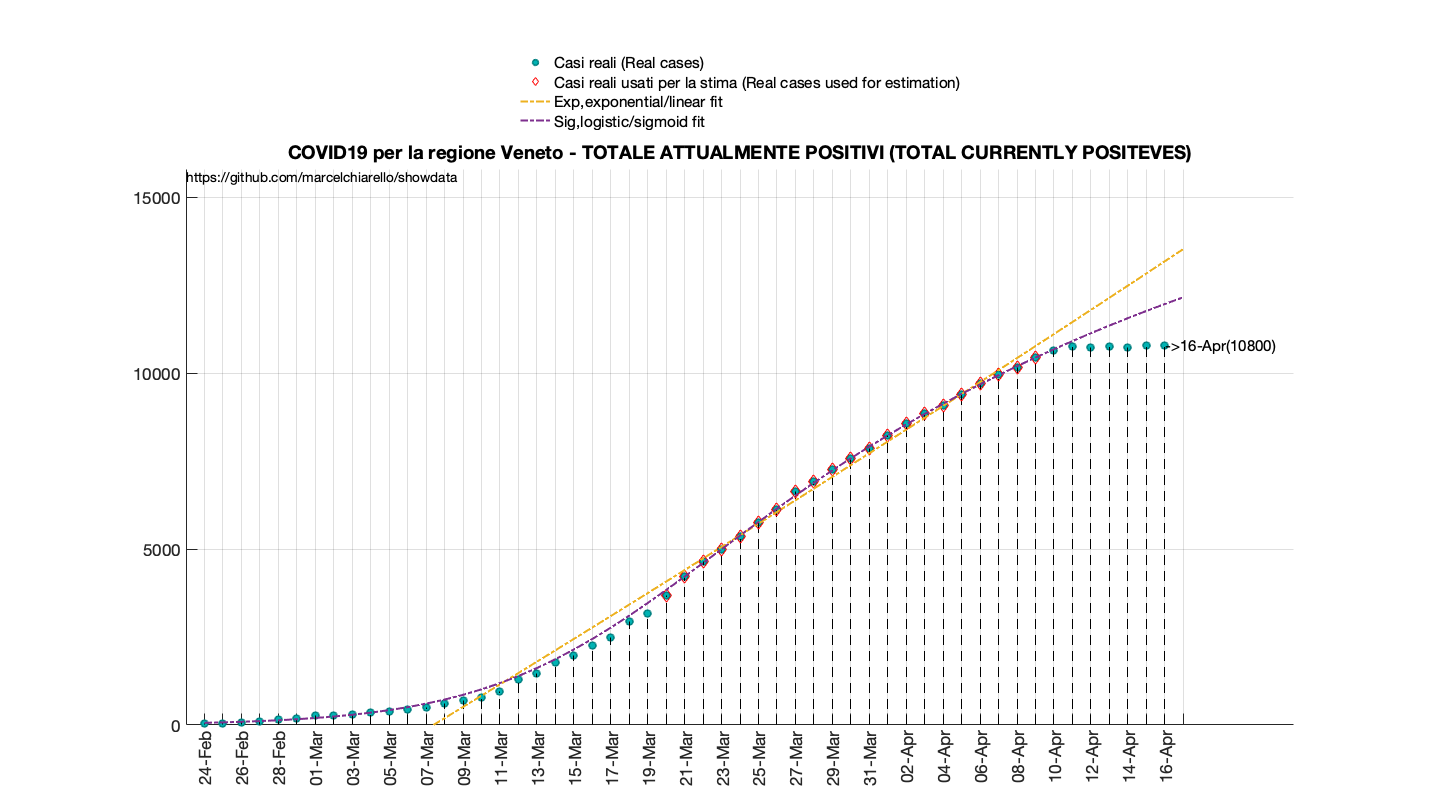 Casi reali (Real cases)
Casi reali usati per la stima (Real cases used for estimation)
Exp,exponential/linear fit
Sig,logistic/sigmoid fit
COVID19 per la regione Veneto - TOTALE ATTUALMENTE POSITIVI (TOTAL CURRENTLY POSITEVES)
https://github.com/marcelchiarello/showdata
15000
10000
5000
0
->16-Apr(10800)
24-Feb
26-Feb
28-Feb
01-Mar
03-Mar
05-Mar
07-Mar
09-Mar
11-Mar
13-Mar
15-Mar
17-Mar
19-Mar
21-Mar
23-Mar
25-Mar
27-Mar
29-Mar
31-Mar
02-Apr
04-Apr
06-Apr
08-Apr
10-Apr
12-Apr
14-Apr
16-Apr